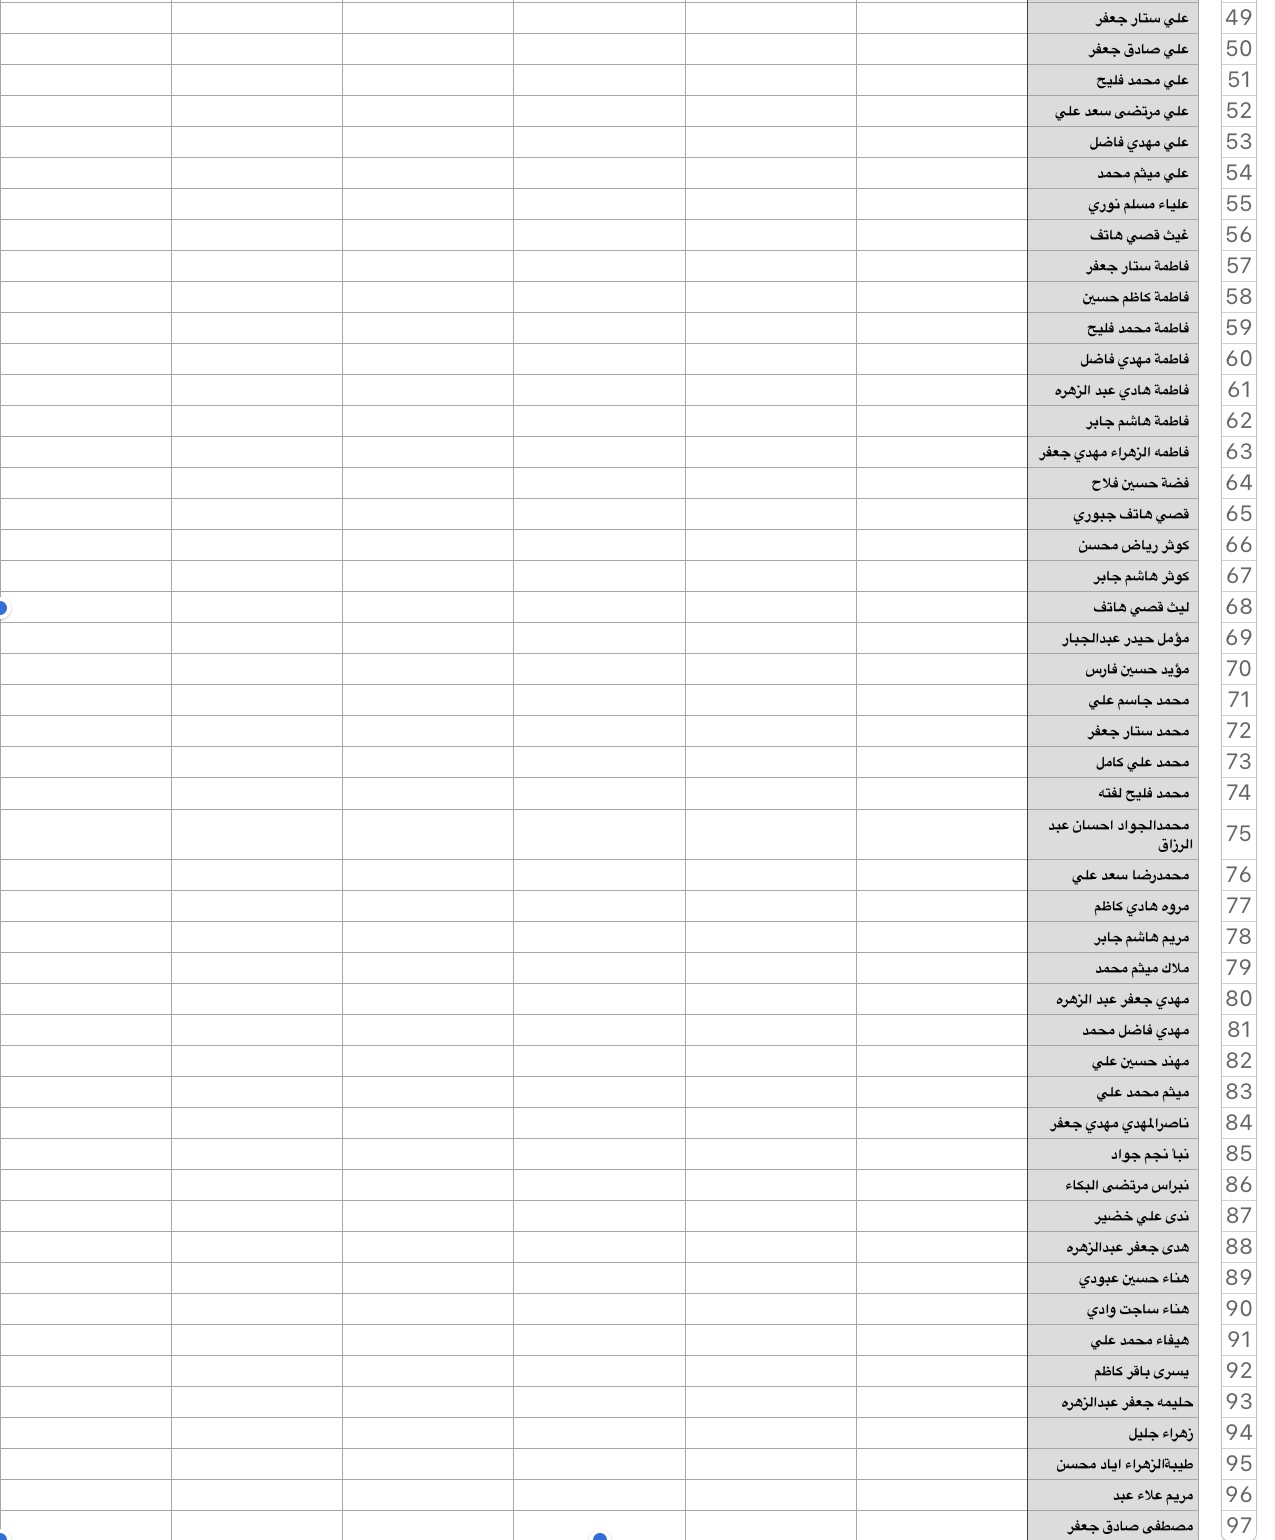 49 علي ستار جعفر
50 علي صادق جعفر
51 علي محمد فليح
52 علي مرتضى سعد علي
53 علي مهدي فاضل
54 علي ميثم محمد
55 علياء مسلم نوري
56 غيث قصي هاتف
57 فاطمة ستار جعفر
58 فاطمة كاظم حسين
59 فاطمة محمد فليح
60 فاطمة مهدي فاضل
61 فاطمة هادي عبد الزهره
62 فاطمة هاشم جابر
63 فاطمه الزهراء مهدي جعفر
64 فضة حسين فلاح
65 قصي هاتف جبوري
66 كوثر رياض محسن
67 كوثر هاشم جابر
68 ليث قصي هاتف
69 مؤمل حيدر عبدالجبار
70 مؤيد حسين فارس
71 محمد جاسم علي
72 محمد ستار جعفر
73 محمد علي كامل
74 محمد فليح لفته
75 محمدالجواد احسان عبد
الرزاق
76 محمدرضا سعد علي
77 مروه هادي كاظم
78 مريم هاشم جابر
79 ملاك ميثم محمد
80 مهدي جعفر عبد الزهره
81 مهدي فاضل محمد
82 مهند حسين علي
83 ميثم محمد علي
84 ناصرالمهدي مهدي جعفر
85 نبأ نجم جواد
86 نبراس مرتضى البكاء
87 ندى علي خضير
88 هدى جعفر عبدالزهره
89 هناء حسين عبودي
90 هناء ساجت وادي
91 هيفاء محمد علي
92 يسرى باقر كاظم
93 حليمه جعفر عبدالزهره
94 زهراء جليل
95 طيبةالزهراء اياد محسن
96 مريم علاء عبد
97 مصطفى صادق جعفر